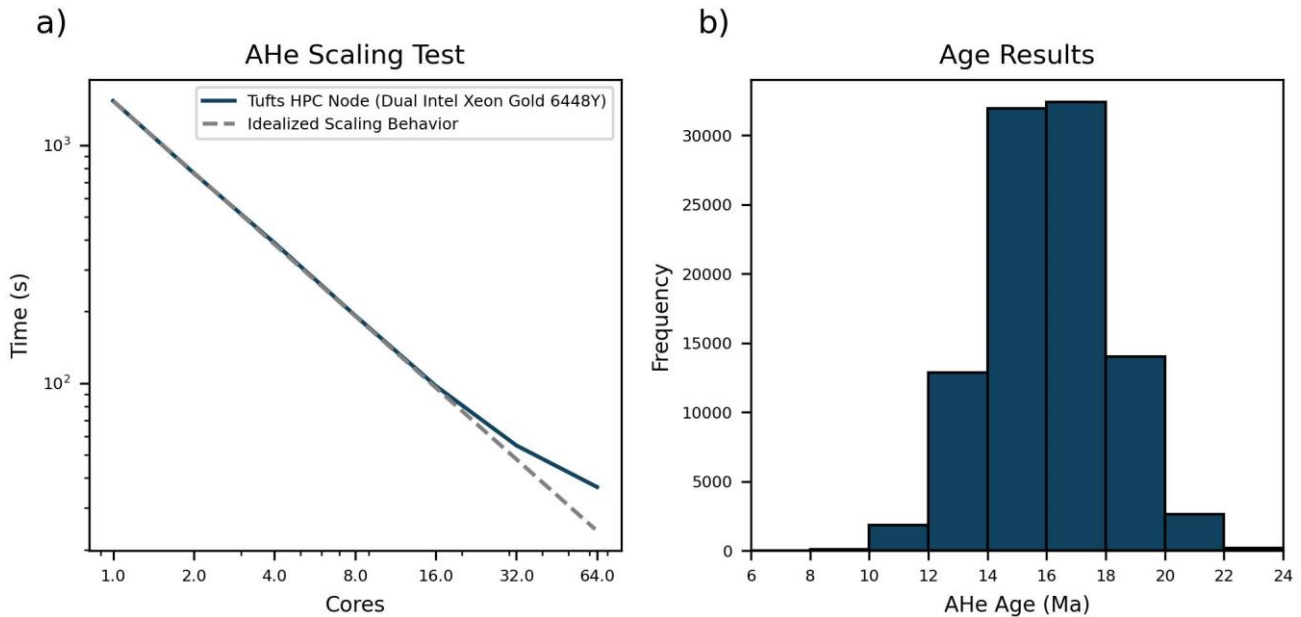 a)
AHe Scaling Test
Tufts HPC Node (Dual Intel Xeon Gold 6448Y)
Idealized Scaling Behavior
10³
10²
Time (s)
1.0 2.0 4.0 8.0 16.0 32.0 64.0
Cores
b)
Age Results
30000
25000
20000
15000
10000
5000
0
Frequency
6 8 10 12 14 16 18 20 22 24
AHe Age (Ma)